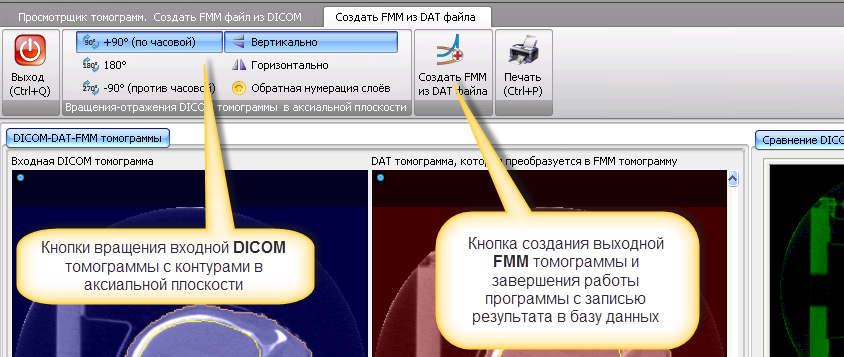 Просмотрщик томограмм. Создать FMM файл из DICOM
Создать FMM из DAT файла
Выход
(Ctrl+Q)
90° +90° (по часовой)
180° 180°
270° -90° (против часовой)
Вертикально
Горизонтально
Обратная нумерация слоёв
Вращения-отражения DICOM томограммы в аксиальной плоскости
Создать FMM
из DAT файла
Печать
(Ctrl+P)
DICOM-DAT-FMM томограммы
Входная DICOM томограмма
DAT томограмма, которая преобразуется в FMM томограмму
Сравнение DICO
Кнопки вращения входной DICOM
томограммы с контурами в
аксиальной плоскости
Кнопка создания выходной
FMM томограммы и
завершения работы
программы с записью
результата в базу данных